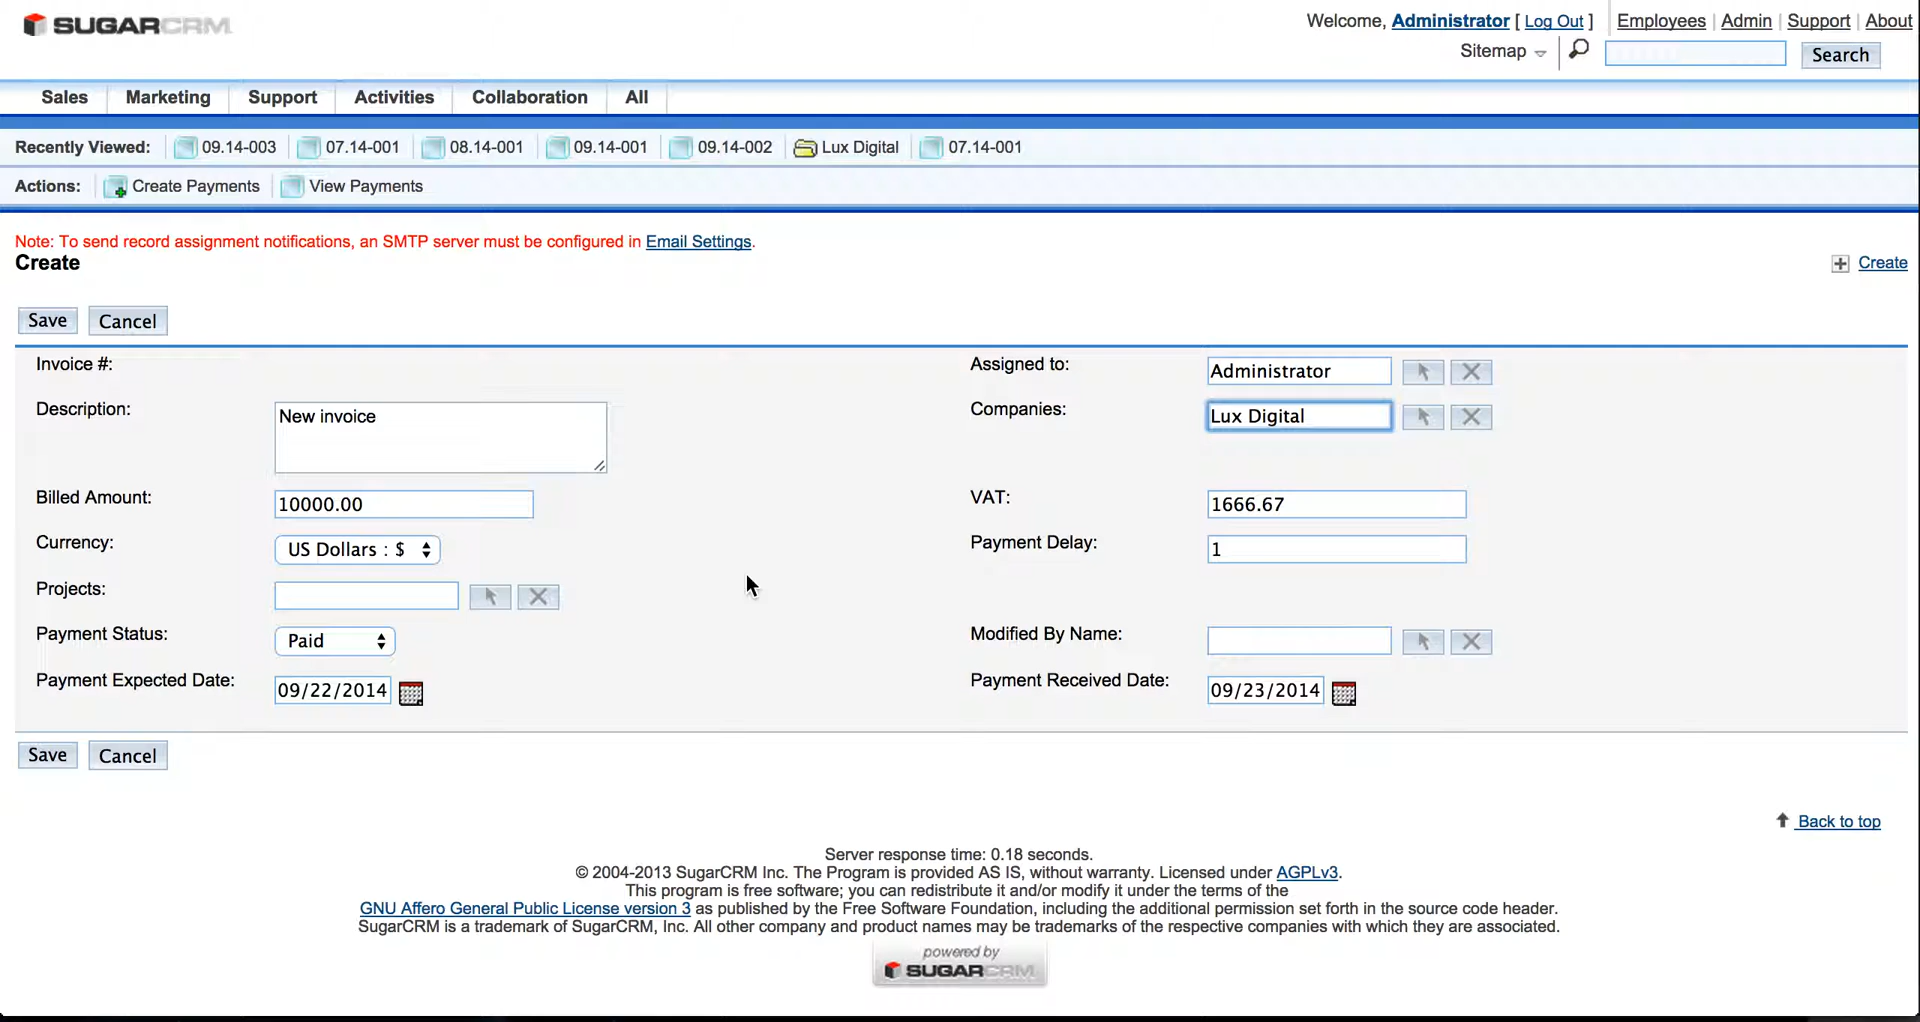 SUGARCRM
Welcome, Administrator [ Log Out ] Employees Admin Support About
Sitemap Search
Sales Marketing Support Activities Collaboration All
Recently Viewed: 09.14-003 07.14-001 08.14-001 09.14-001 09.14-002 Lux Digital 07.14-001
Actions: Create Payments View Payments
Note: To send record assignment notifications, an SMTP server must be configured in Email Settings.
Create Create
Save Cancel
Invoice #: Assigned to: Administrator
Description: New invoice Companies: Lux Digital
Billed Amount: 10000.00 VAT: 1666.67
Currency: US Dollars : $ Payment Delay: 1
Projects:
Payment Status: Paid Modified By Name:
Payment Expected Date: 09/22/2014 Payment Received Date: 09/23/2014
Save Cancel
Back to top
Server response time: 0.18 seconds.
© 2004-2013 SugarCRM Inc. The Program is provided AS IS, without warranty. Licensed under AGPLv3.
This program is free software; you can redistribute it and/or modify it under the terms of the
GNU Affero General Public License version 3 as published by the Free Software Foundation, including the additional permission set forth in the source code header.
SugarCRM is a trademark of SugarCRM, Inc. All other company and product names may be trademarks of the respective companies with which they are associated.
powered by
SUGARCRM